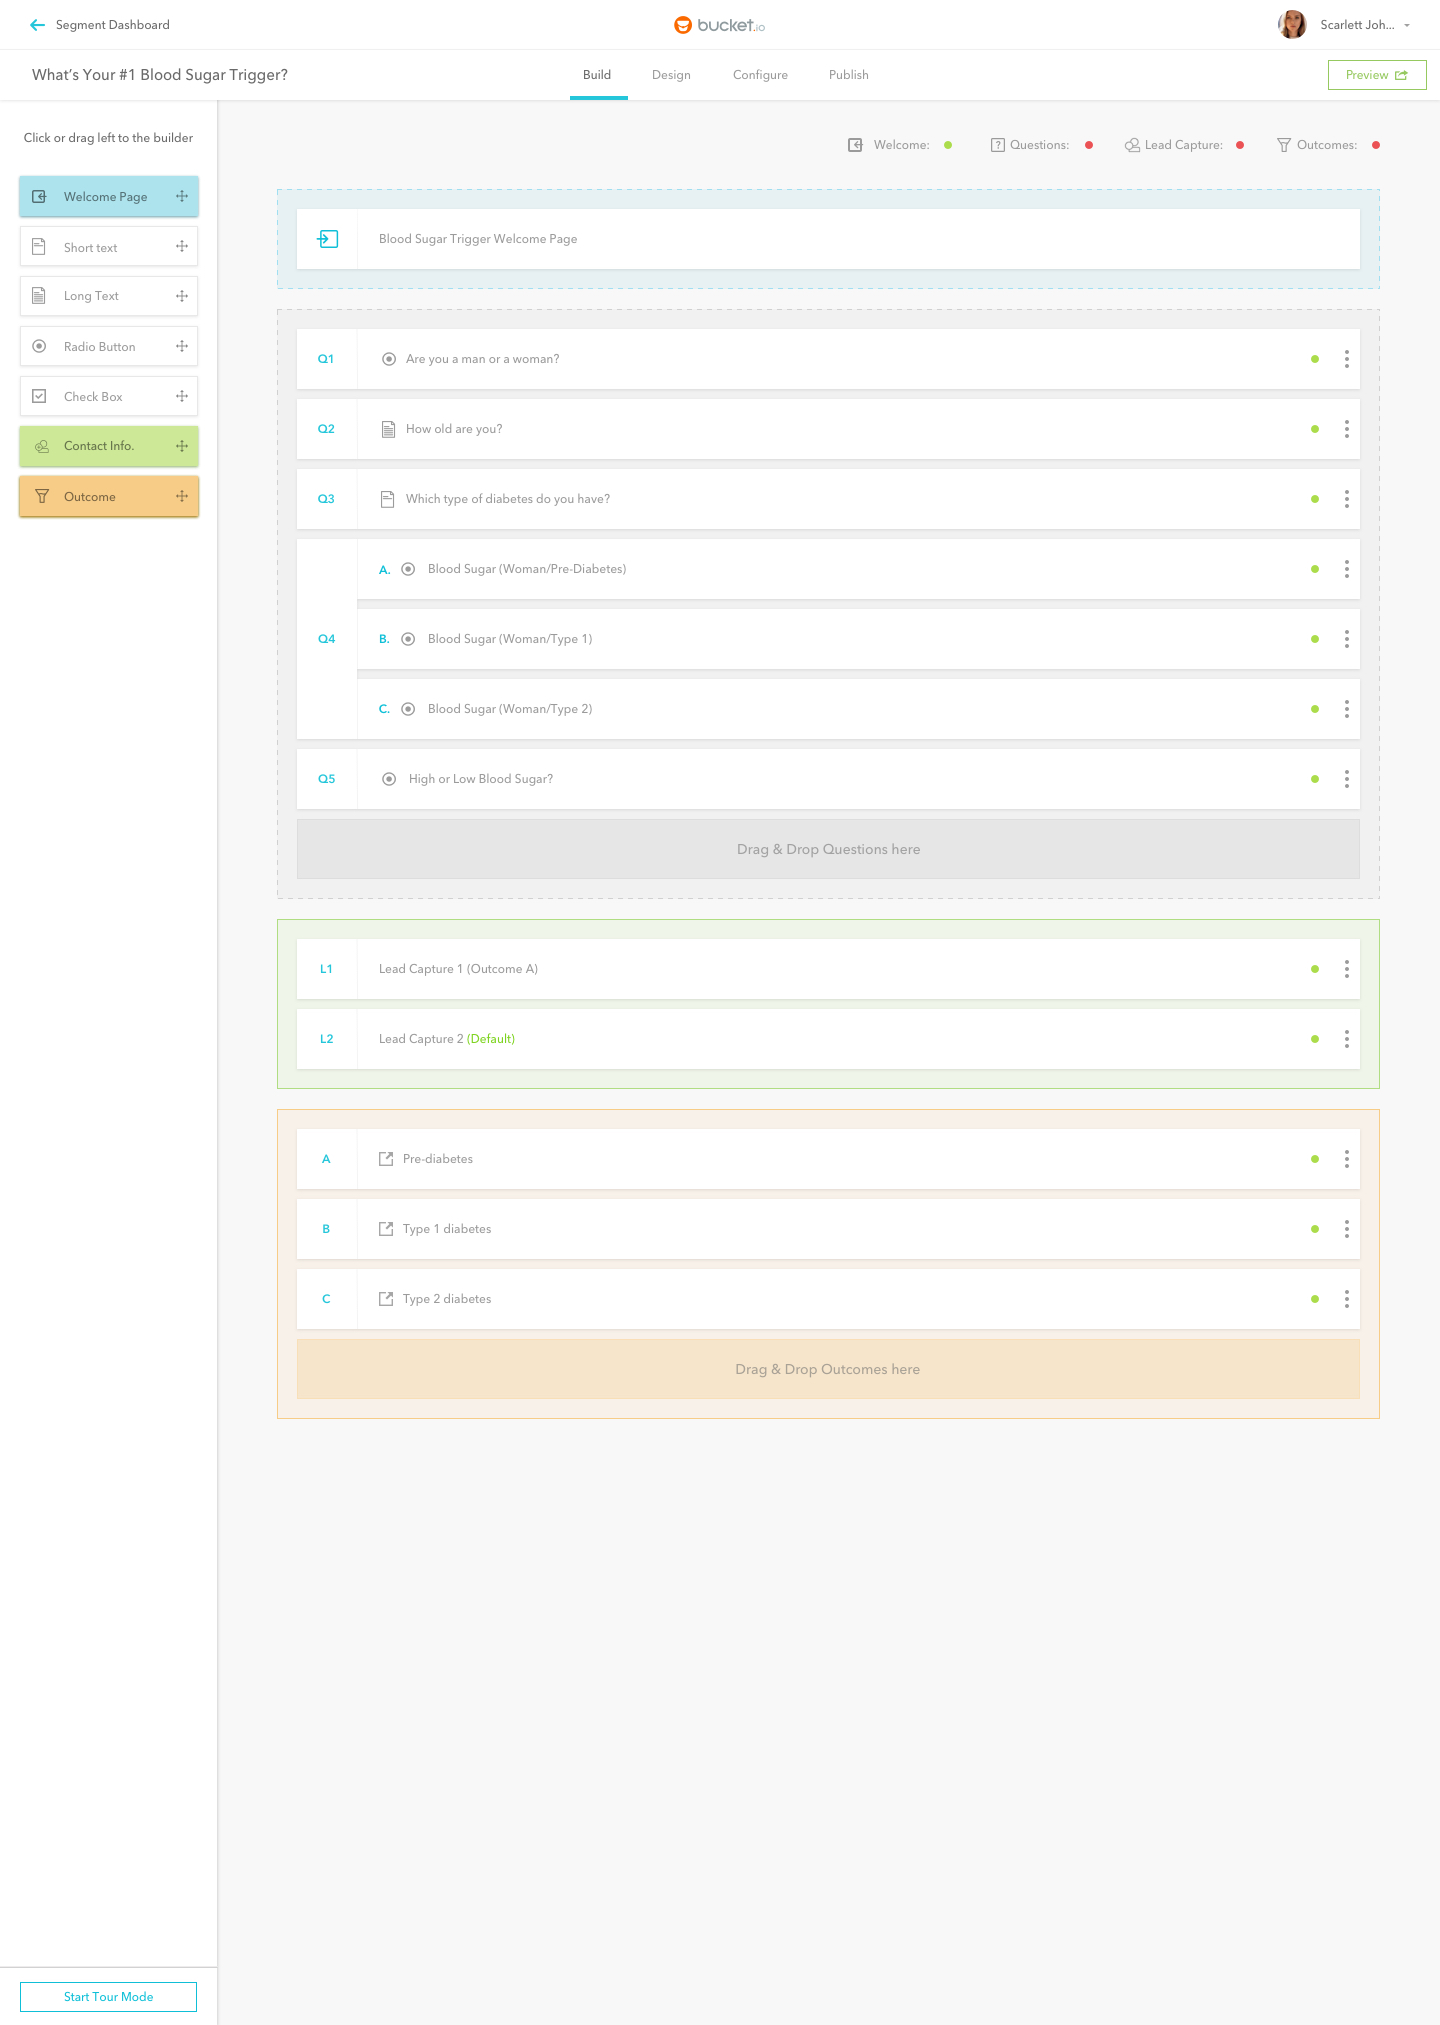 Segment Dashboard
bucket.io
Scarlett Joh...
What's Your #1 Blood Sugar Trigger?
Build
Design
Configure
Publish
Preview
Click or drag left to the builder
Welcome Page
Short text
Long Text
Radio Button
Check Box
Contact Info.
Outcome
Welcome:
Questions:
Lead Capture:
Outcomes:
Blood Sugar Trigger Welcome Page
Q1 Are you a man or a woman?
Q2 How old are you?
Q3 Which type of diabetes do you have?
A. Blood Sugar (Woman/Pre-Diabetes)
Q4 B. Blood Sugar (Woman/Type 1)
C. Blood Sugar (Woman/Type 2)
Q5 High or Low Blood Sugar?
Drag & Drop Questions here
L1 Lead Capture 1 (Outcome A)
L2 Lead Capture 2 (Default)
A Pre-diabetes
B Type 1 diabetes
C Type 2 diabetes
Drag & Drop Outcomes here
Start Tour Mode